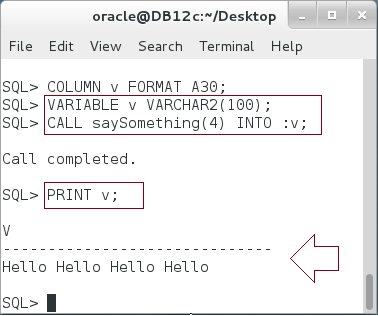 oracle@DB12c:~/Desktop
File Edit View Search Terminal Help
SQL> COLUMN v FORMAT A30;
SQL> VARIABLE v VARCHAR2(100);
SQL> CALL saySomething(4) INTO :v;
Call completed.
SQL> PRINT v;
V
------------------------------
Hello Hello Hello Hello
SQL>